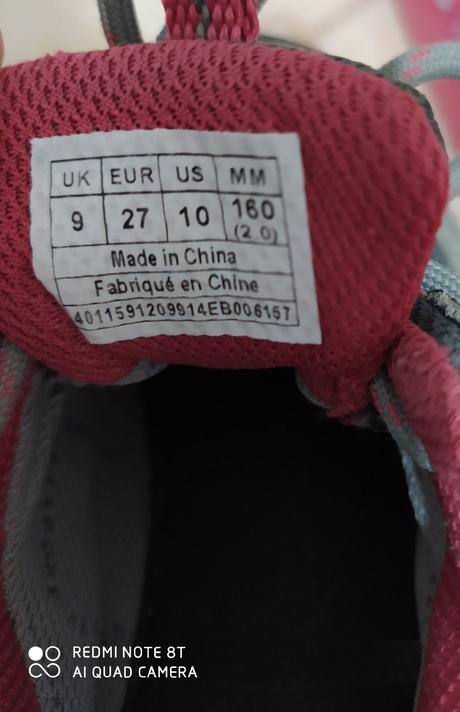 UK EUR US MM
9 27 10 160
(2.0)
Made in China
Fabriqué en Chine
4011591209914EB006167
REDMI NOTE 8T
AI QUAD CAMERA